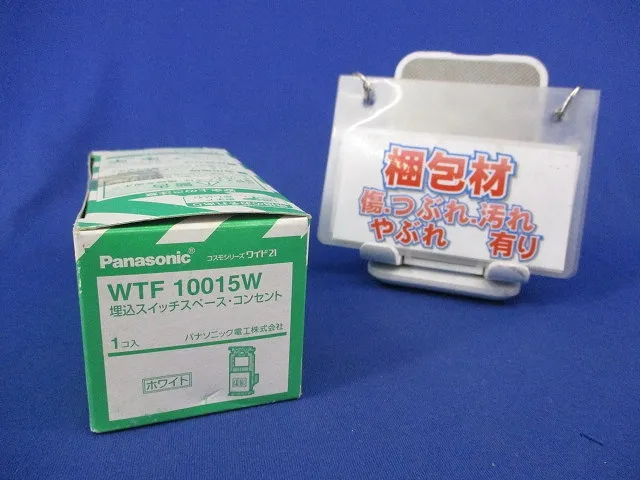 Panasonic® コスモシリーズ ワイド21
WTF 10015W
埋込スイッチスペース・コンセント
1コ入 パナソニック電工株式会社
ホワイト
梱包材
傷.つぶれ.汚れ
やぶれ 有り